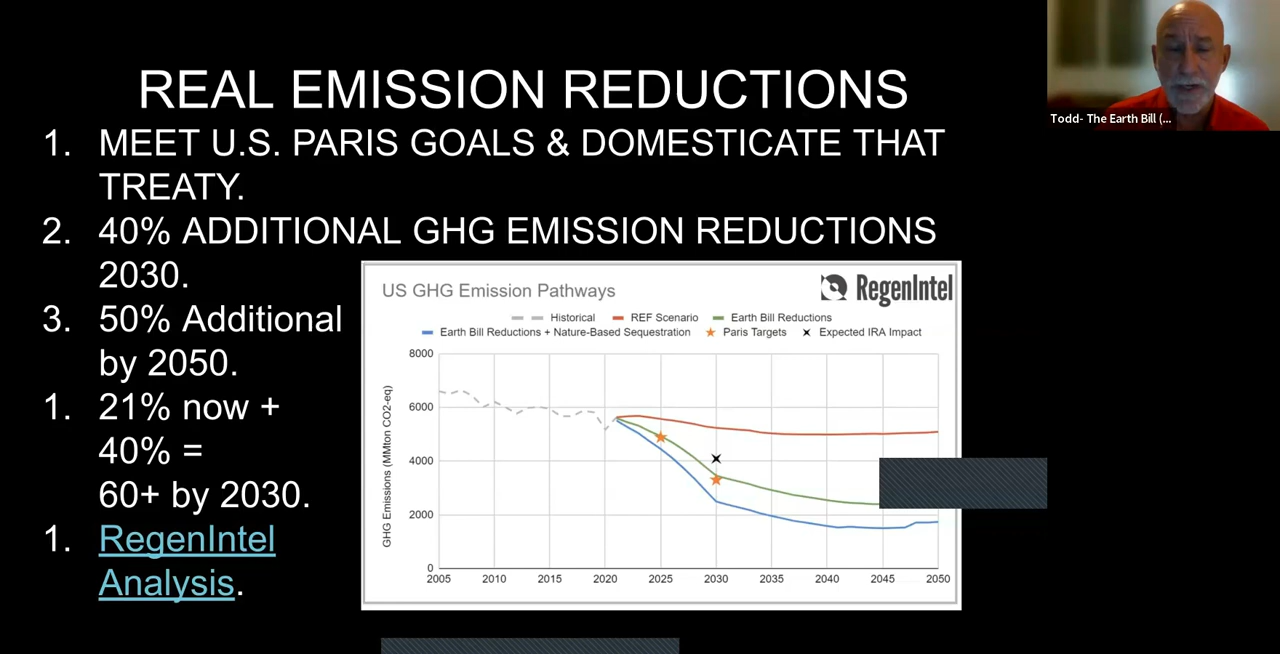 REAL EMISSION REDUCTIONS
1. MEET U.S. PARIS GOALS & DOMESTICATE THAT
TREATY.
2. 40% ADDITIONAL GHG EMISSION REDUCTIONS
2030.
3. 50% Additional
by 2050.
1. 21% now +
40% =
60+ by 2030.
1. RegenIntel
Analysis.
US GHG Emission Pathways
RegenIntel
Historical REF Scenario Earth Bill Reductions
Earth Bill Reductions + Nature-Based Sequestration Paris Targets Expected IRA Impact
GHG Emissions (MMton CO2-eq)
8000
6000
4000
2000
0
2005 2010 2015 2020 2025 2030 2035 2040 2045 2050
Todd- The Earth Bill (...